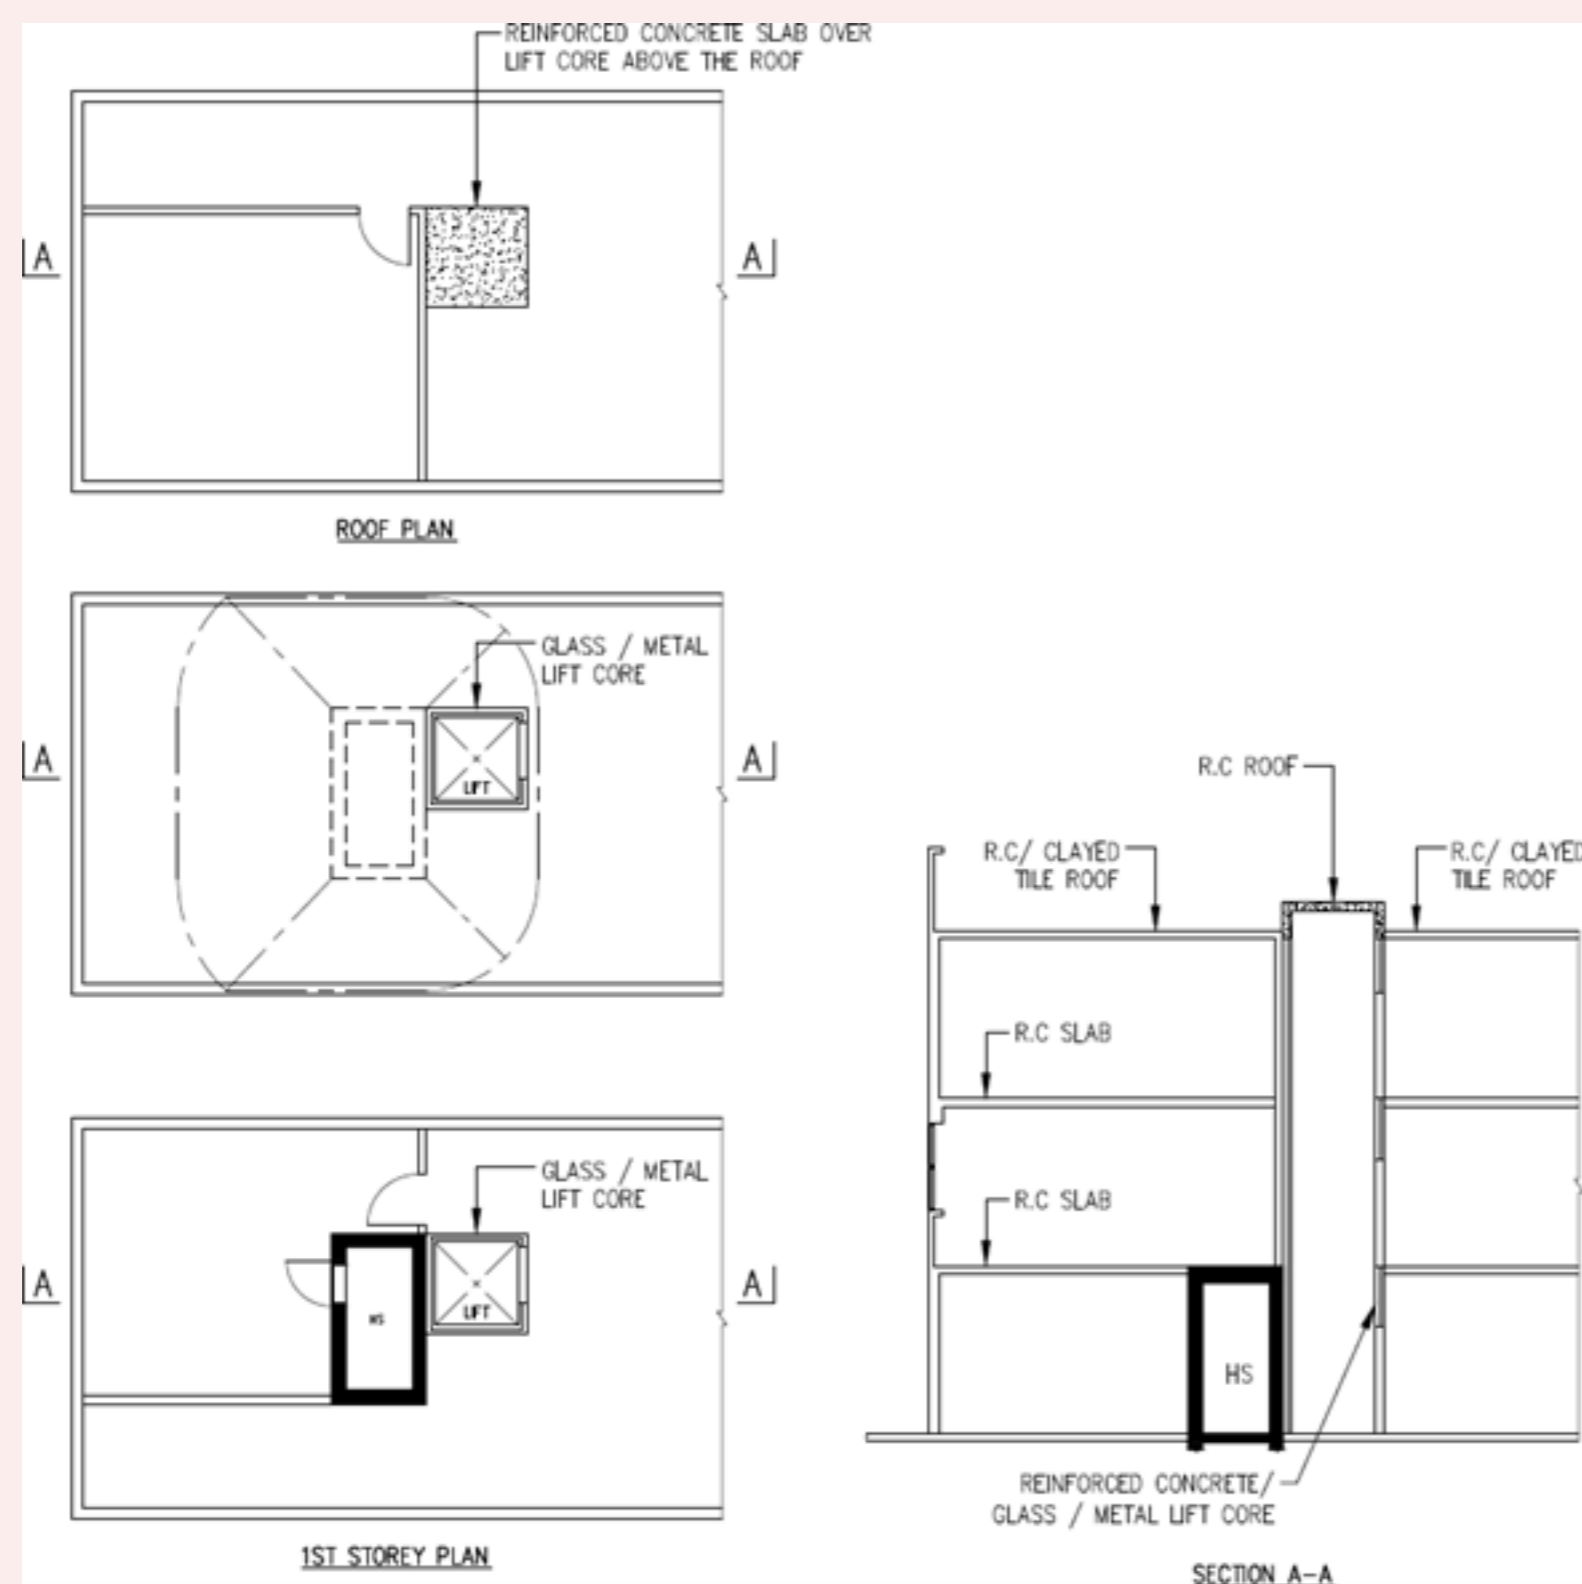 REINFORCED CONCRETE SLAB OVER
LIFT CORE ABOVE THE ROOF
A
A
ROOF PLAN
GLASS / METAL
LIFT CORE
A
A
LIFT
GLASS / METAL
LIFT CORE
A
A
LIFT
HS
1ST STOREY PLAN
R.C ROOF
R.C/ CLAYED
TILE ROOF
R.C/ CLAYED
TILE ROOF
R.C SLAB
R.C SLAB
HS
REINFORCED CONCRETE/
GLASS / METAL LIFT CORE
SECTION A-A